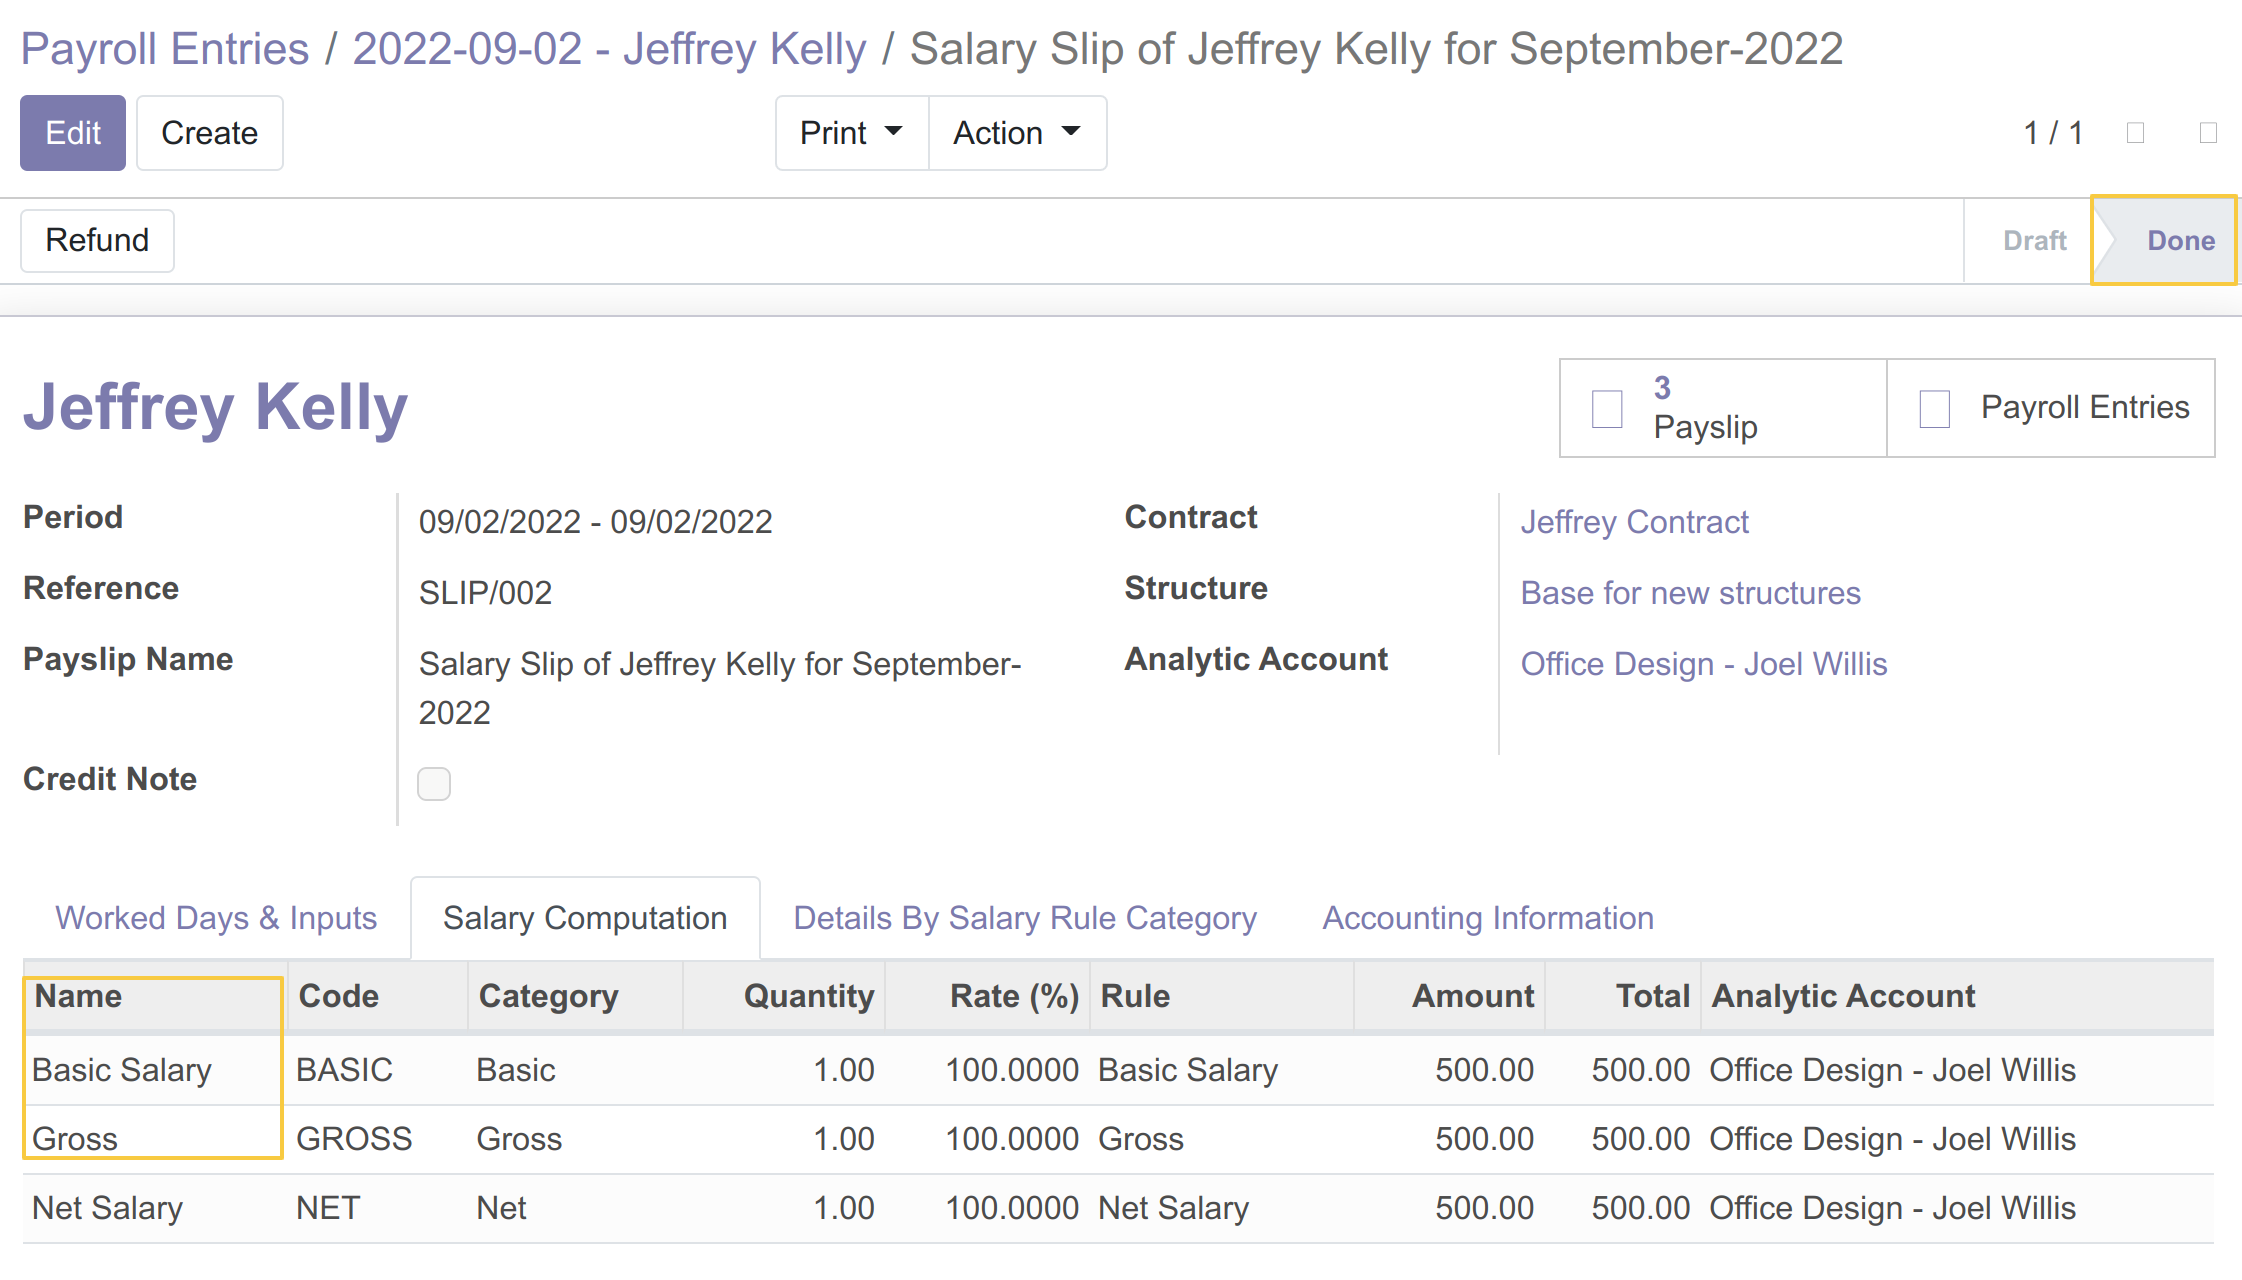 Payroll Entries / 2022-09-02 - Jeffrey Kelly / Salary Slip of Jeffrey Kelly for September-2022
Edit Create Print Action 1 / 1
Refund Draft Done
Jeffrey Kelly
3
Payslip
Payroll Entries
Period 09/02/2022 - 09/02/2022 Contract Jeffrey Contract
Reference SLIP/002 Structure Base for new structures
Payslip Name Salary Slip of Jeffrey Kelly for September- Analytic Account Office Design - Joel Willis
2022
Credit Note
Worked Days & Inputs Salary Computation Details By Salary Rule Category Accounting Information
Name Code Category Quantity Rate (%) Rule Amount Total Analytic Account
Basic Salary BASIC Basic 1.00 100.0000 Basic Salary 500.00 500.00 Office Design - Joel Willis
Gross GROSS Gross 1.00 100.0000 Gross 500.00 500.00 Office Design - Joel Willis
Net Salary NET Net 1.00 100.0000 Net Salary 500.00 500.00 Office Design - Joel Willis